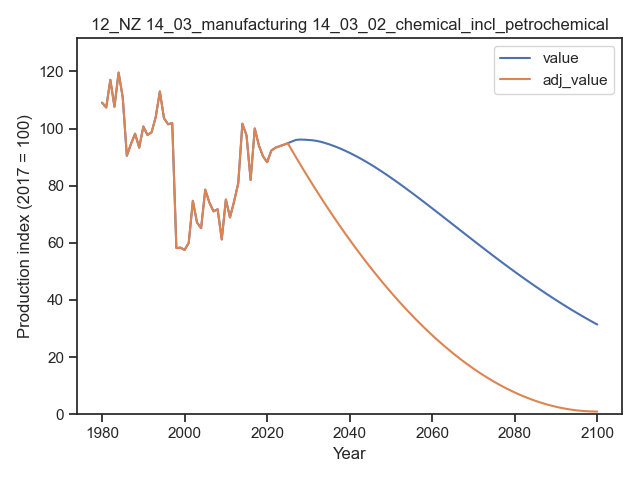 12_NZ 14_03_manufacturing 14_03_02_chemical_incl_petrochemical
value
adj_value
Production index (2017 = 100)
120
100
80
60
40
20
0
1980 2000 2020 2040 2060 2080 2100
Year